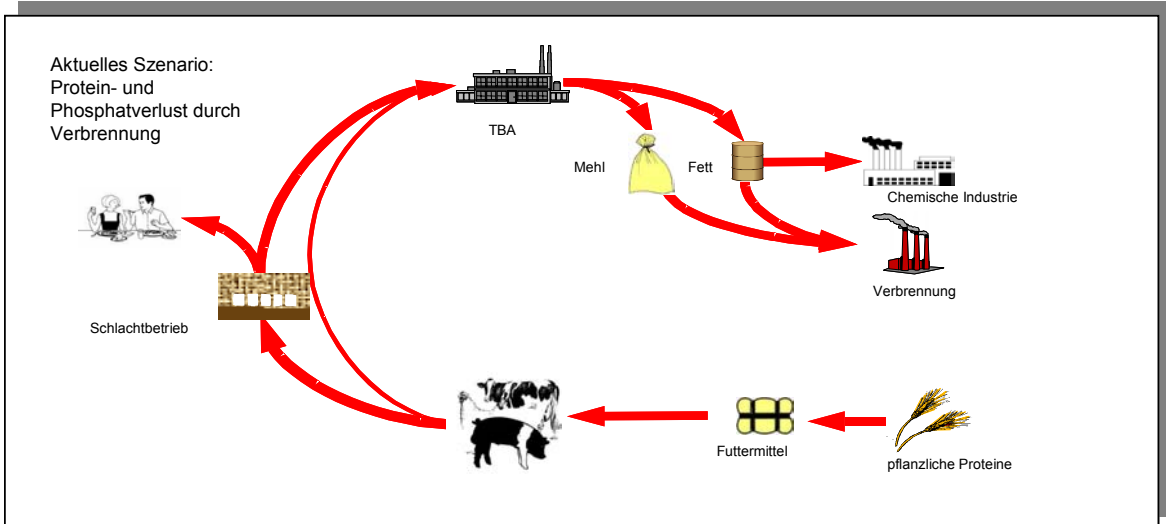 Aktuelles Szenario:
Protein- und
Phosphatverlust durch
Verbrennung
TBA
Mehl
Fett
Chemische Industrie
Verbrennung
Schlachtbetrieb
Futtermittel
pflanzliche Proteine